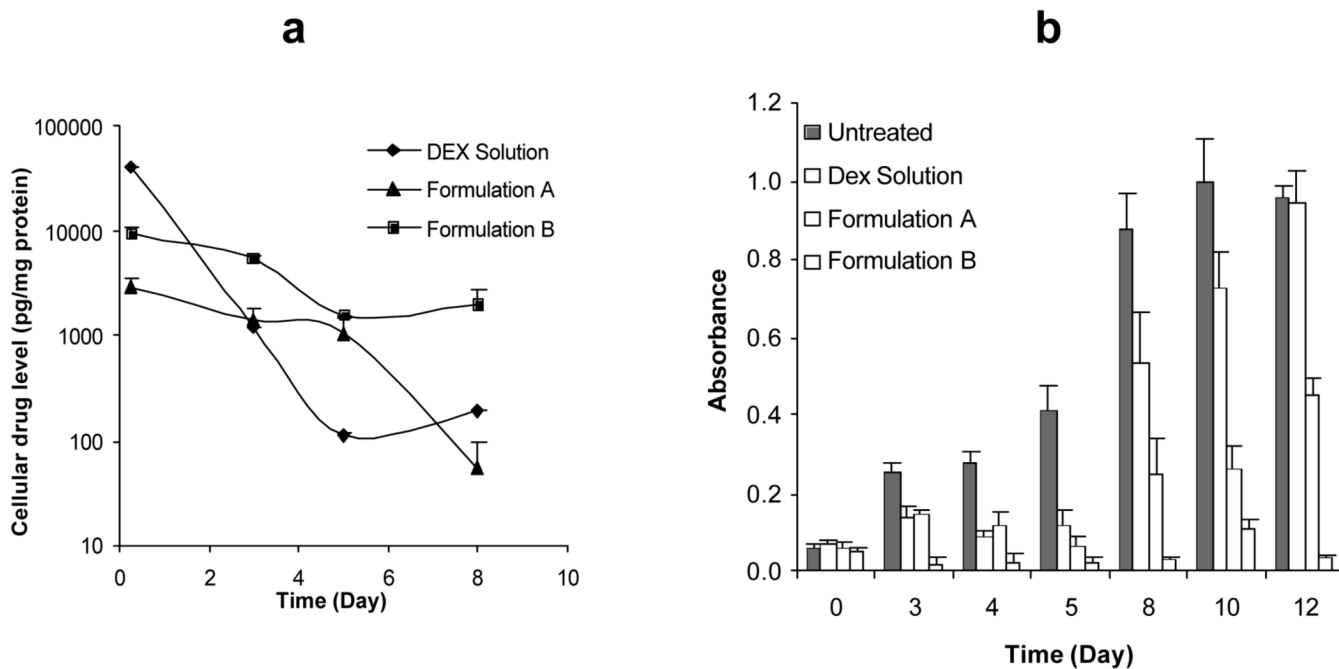 a
Cellular drug level (pg/mg protein)
100000
10000
1000
100
10
0
2
4
6
8
10
Time (Day)
DEX Solution
Formulation A
Formulation B
b
Absorbance
1.2
1.0
0.8
0.6
0.4
0.2
0.0
0
3
4
5
8
10
12
Time (Day)
Untreated
Dex Solution
Formulation A
Formulation B